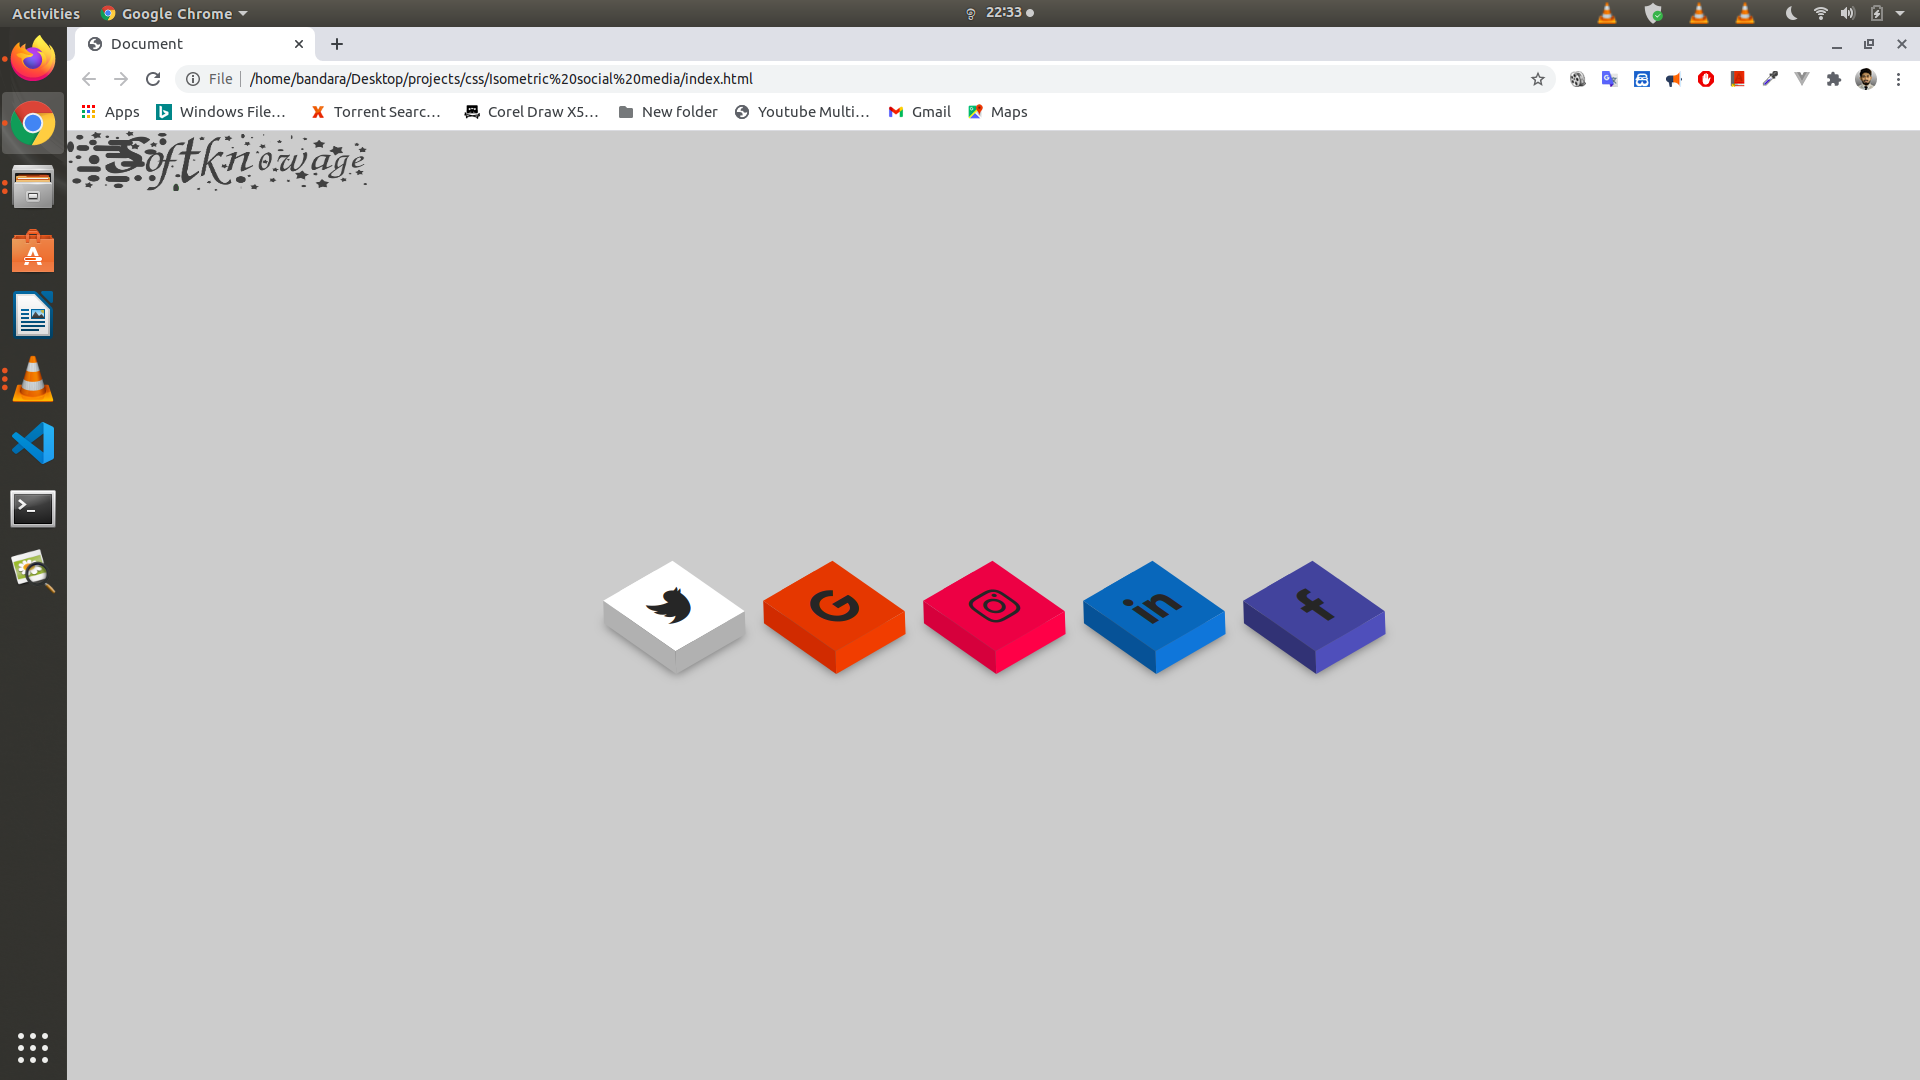 Activities Google Chrome 22:33
Document
File /home/bandara/Desktop/projects/css/Isometric%20social%20media/index.html
Apps Windows File... Torrent Searc... Corel Draw X5... New folder Youtube Multi... Gmail Maps
Softknowage
G in f